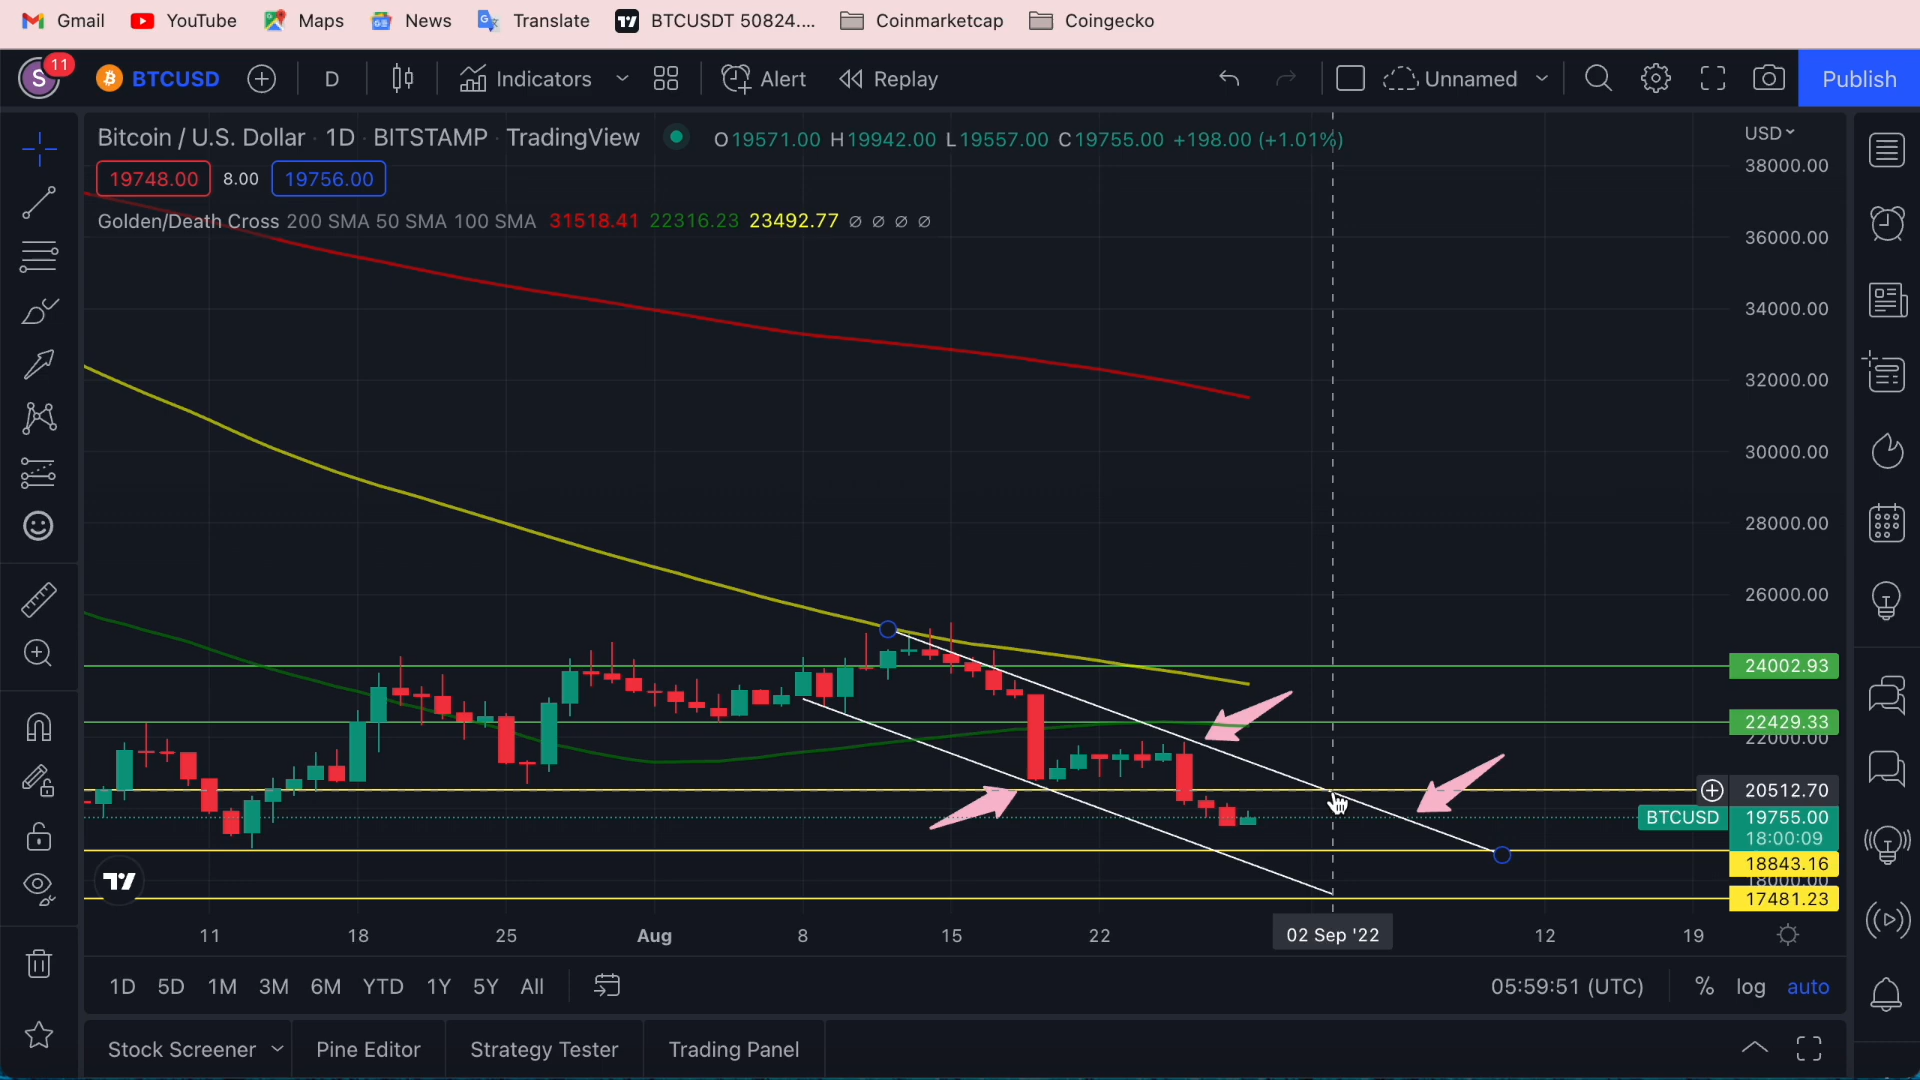 Gmail YouTube Maps News Translate BTCUSDT 50824.... Coinmarketcap Coingecko
S 11 BTCUSD D Indicators Alert Replay Unnamed Publish
Bitcoin / U.S. Dollar · 1D · BITSTAMP · TradingView O19571.00 H19942.00 L19557.00 C19755.00 +198.00 (+1.01%)
19748.00 8.00 19756.00
Golden/Death Cross 200 SMA 50 SMA 100 SMA 31518.41 22316.23 23492.77 ∅ ∅ ∅ ∅
USD
38000.00
36000.00
34000.00
32000.00
30000.00
28000.00
26000.00
24002.93
22429.33
22000.00
20512.70
BTCUSD 19755.00
18:00:09
18843.16
18000.00
17481.23
11 18 25 Aug 8 15 22 02 Sep '22 12 19
1D 5D 1M 3M 6M YTD 1Y 5Y All 05:59:51 (UTC) % log auto
Stock Screener Pine Editor Strategy Tester Trading Panel